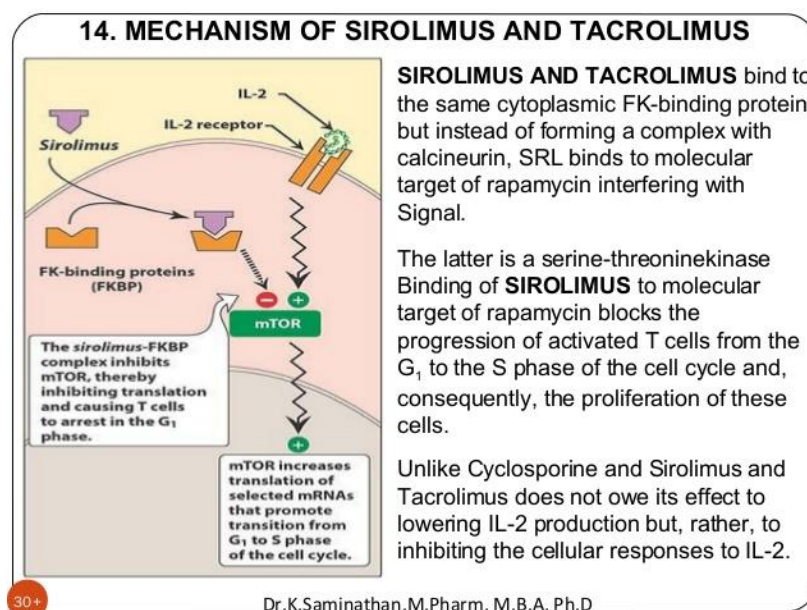 14. MECHANISM OF SIROLIMUS AND TACROLIMUS
IL-2
IL-2 receptor
Sirolimus
FK-binding proteins
(FKBP)
mTOR
The sirolimus-FKBP
complex inhibits
mTOR, thereby
inhibiting translation
and causing T cells
to arrest in the G₁
phase.
mTOR increases
translation of
selected mRNAs
that promote
transition from
G₁ to S phase
of the cell cycle.
SIROLIMUS AND TACROLIMUS bind to
the same cytoplasmic FK-binding protein
but instead of forming a complex with
calcineurin, SRL binds to molecular
target of rapamycin interfering with
Signal.
The latter is a serine-threoninekinase
Binding of SIROLIMUS to molecular
target of rapamycin blocks the
progression of activated T cells from the
G₁ to the S phase of the cell cycle and,
consequently, the proliferation of these
cells.
Unlike Cyclosporine and Sirolimus and
Tacrolimus does not owe its effect to
lowering IL-2 production but, rather, to
inhibiting the cellular responses to IL-2.
30+
Dr.K.Saminathan.M.Pharm, M.B.A, Ph.D